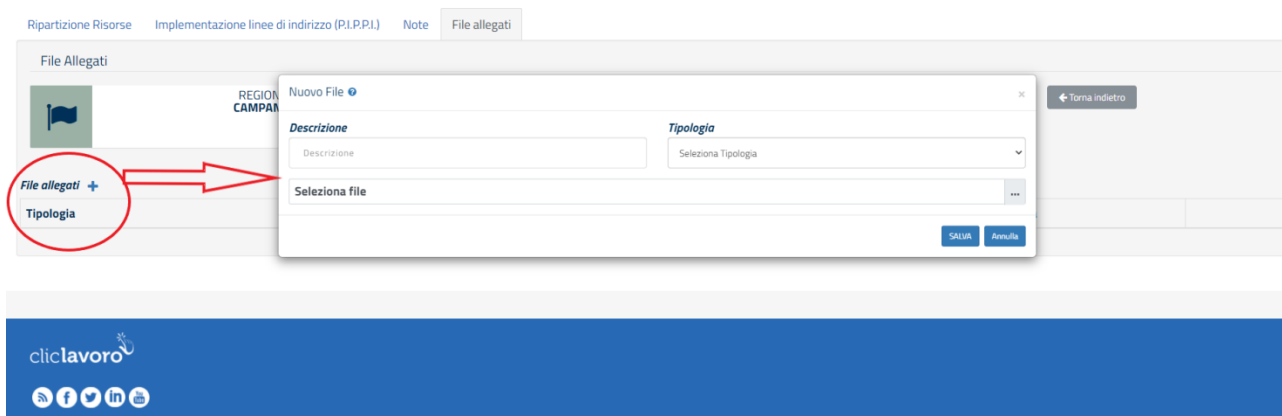 Ripartizione Risorse Implementazione linee di indirizzo (P.I.P.P.I.) Note File allegati
File Allegati
REGION
CAMPAN
Nuovo File
Torna indietro
Descrizione Tipologia
Descrizione Seleziona Tipologia
File allegati +
Seleziona file ...
Tipologia
SALVA Annulla
cliclavoro